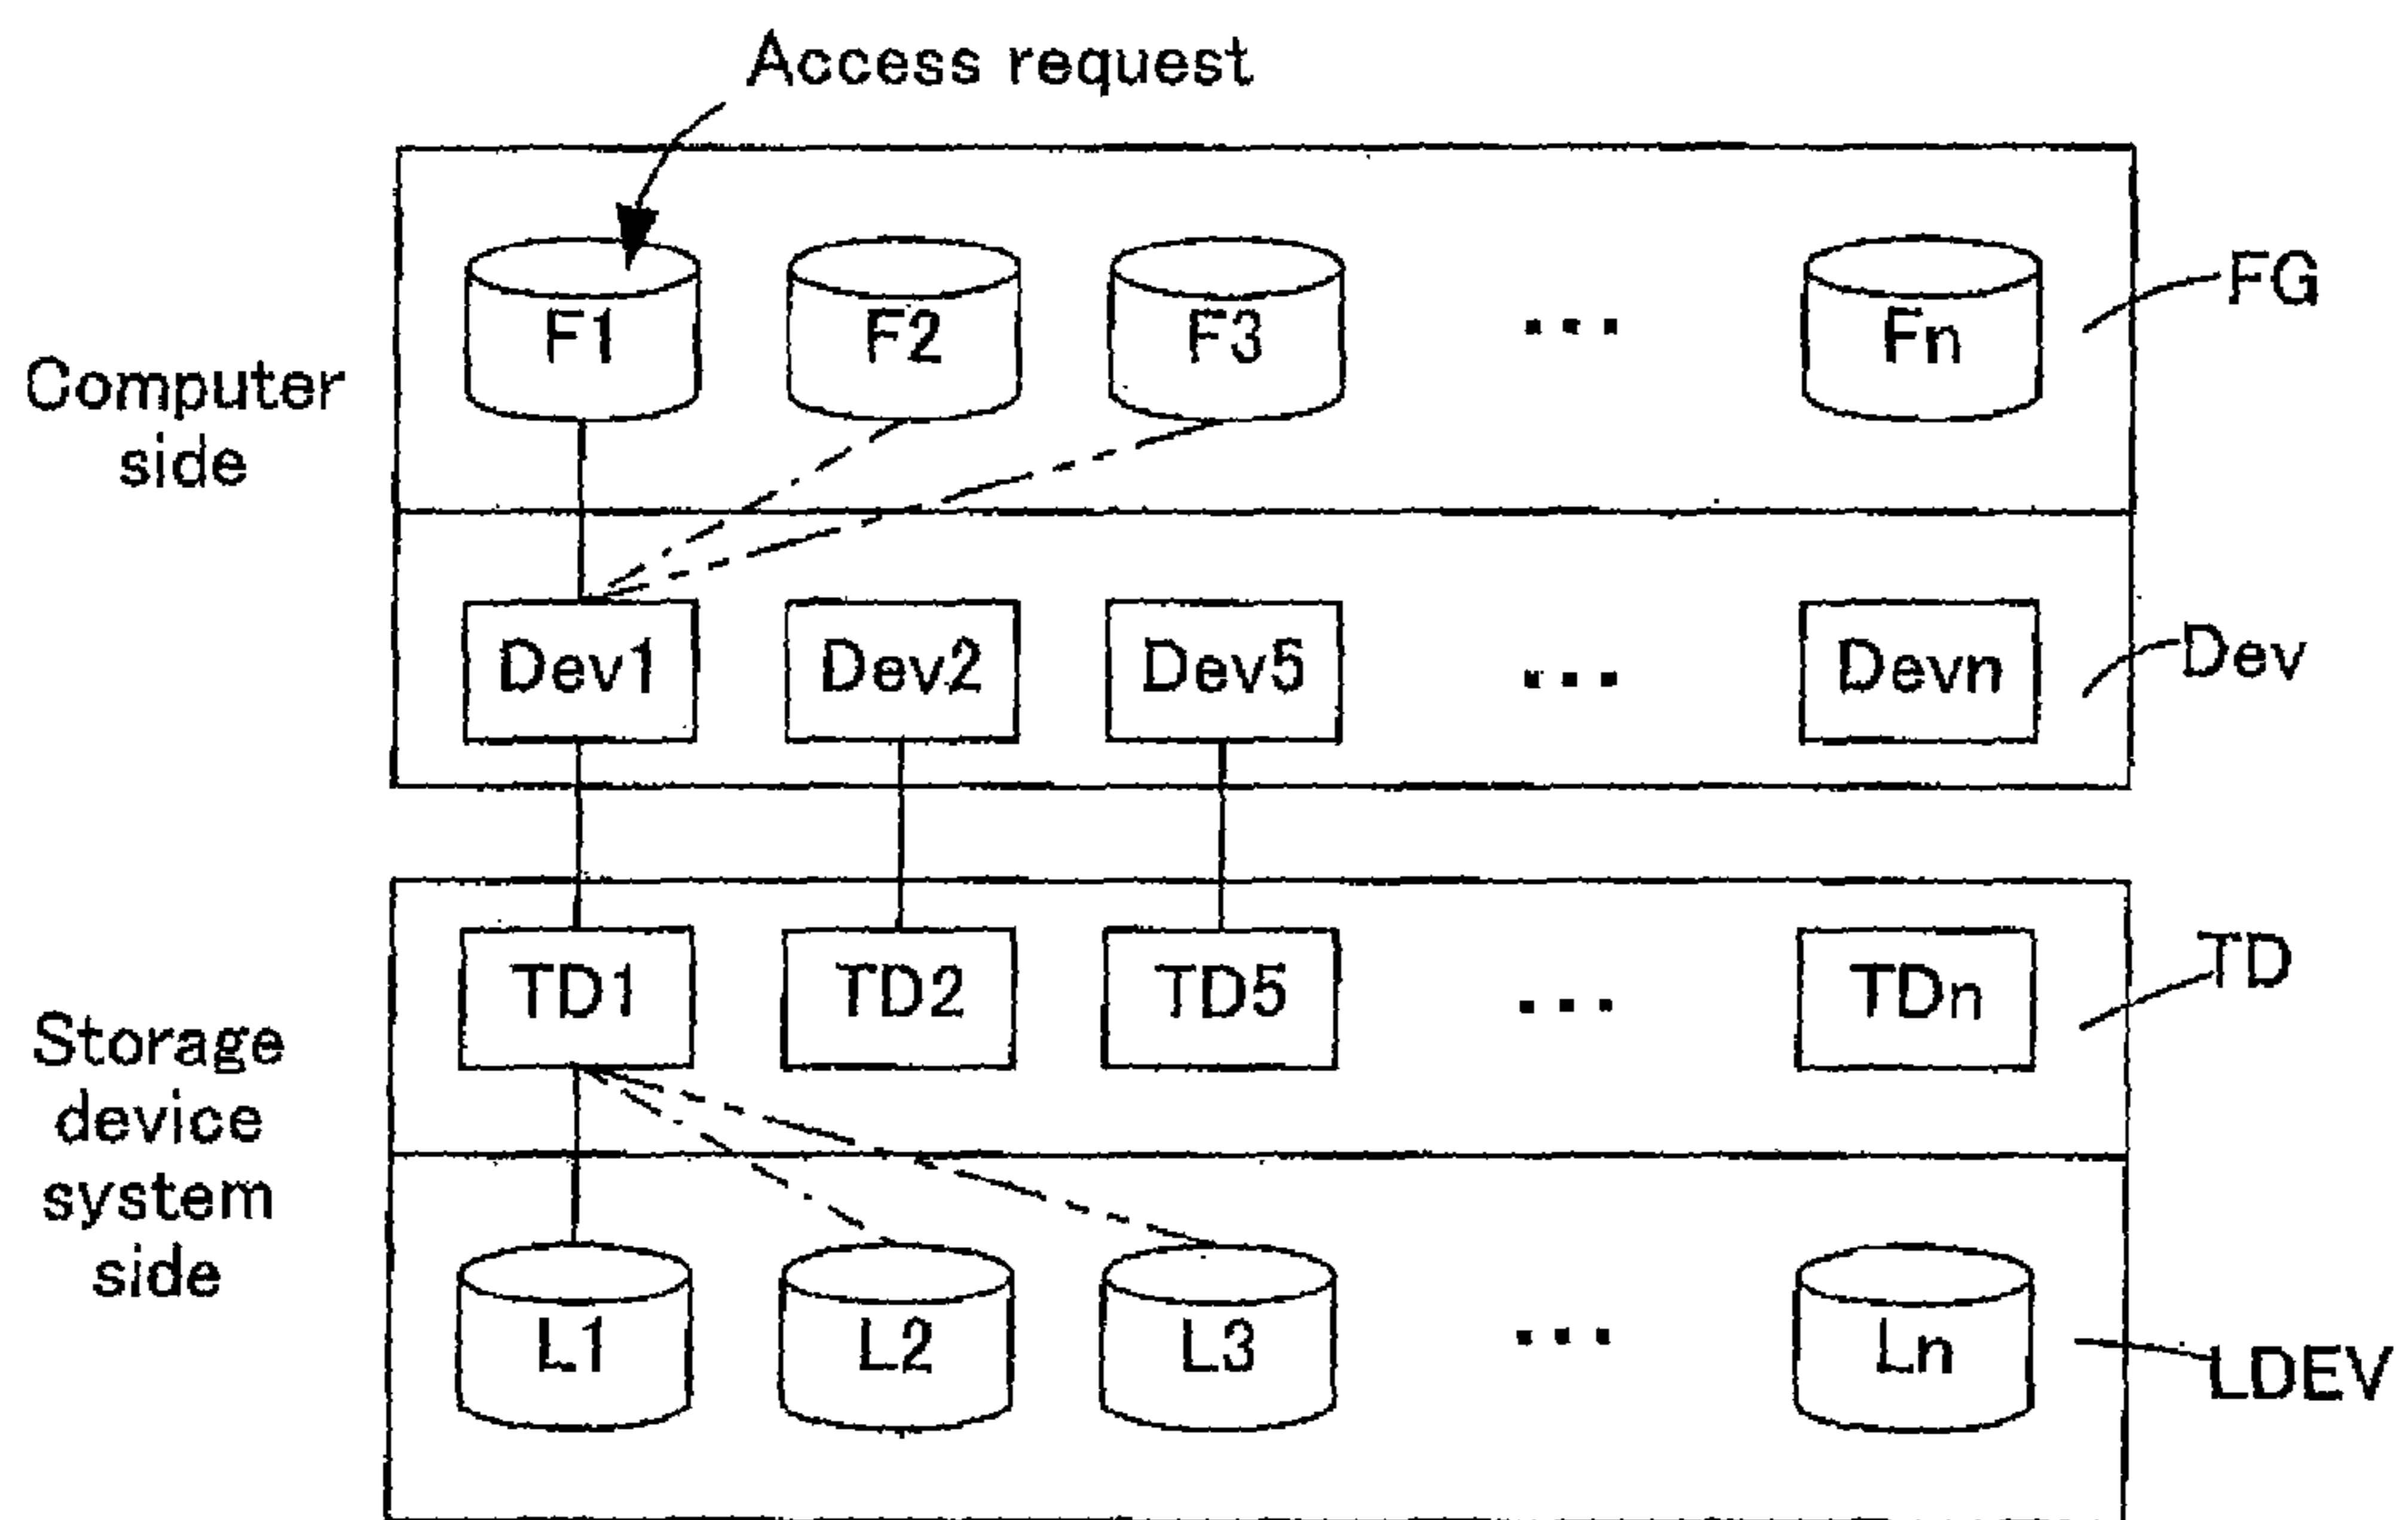 Access request
F1 F2 F3 ... Fn
FG
Computer
side
Dev1 Dev2 Dev5 ... Devn
Dev
TD1 TD2 TD5 ... TDn
TD
Storage
device
system
side
L1 L2 L3 ... Ln
LDEV